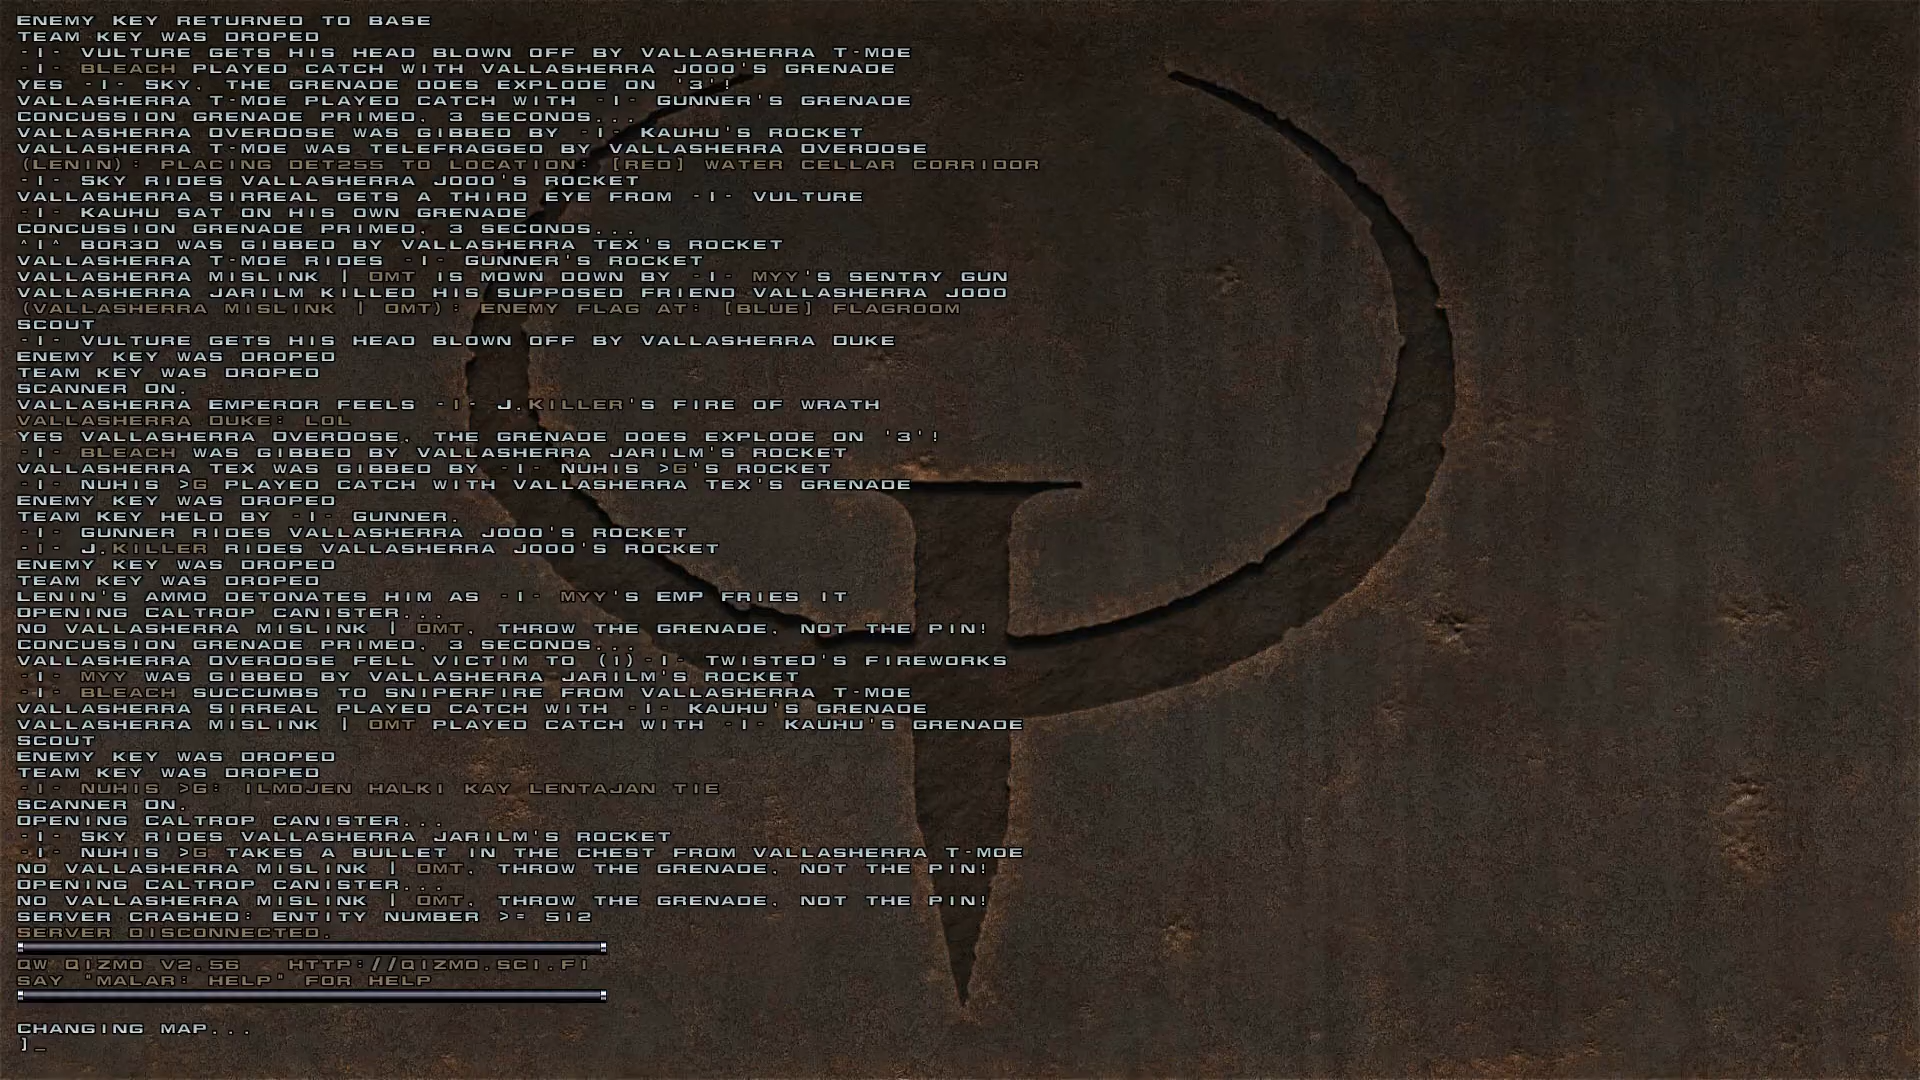 ENEMY KEY RETURNED TO BASE
TEAM KEY WAS DROPED
-I- VULTURE GETS HIS HEAD BLOWN OFF BY VALLASHERRA T-MOE
-I- BLEACH PLAYED CATCH WITH VALLASHERRA JOOO'S GRENADE
YES -I- SKY, THE GRENADE DOES EXPLODE ON '3'!
VALLASHERRA T-MOE PLAYED CATCH WITH -I- GUNNER'S GRENADE
CONCUSSION GRENADE PRIMED, 3 SECONDS...
VALLASHERRA OVERDOSE WAS GIBBED BY -I- KAUHU'S ROCKET
VALLASHERRA T-MOE WAS TELEFRAGGED BY VALLASHERRA OVERDOSE
(LENIN): PLACING DET255 TO LOCATION: [RED] WATER CELLAR CORRIDOR
-I- SKY RIDES VALLASHERRA JOOO'S ROCKET
VALLASHERRA SIRREAL GETS A THIRD EYE FROM -I- VULTURE
-I- KAUHU SAT ON HIS OWN GRENADE
CONCUSSION GRENADE PRIMED, 3 SECONDS...
^I^ BOR3D WAS GIBBED BY VALLASHERRA TEX'S ROCKET
VALLASHERRA T-MOE RIDES -I- GUNNER'S ROCKET
VALLASHERRA MISLINK | OMT IS MOWN DOWN BY -I- MYY'S SENTRY GUN
VALLASHERRA JARILM KILLED HIS SUPPOSED FRIEND VALLASHERRA JOOO
(VALLASHERRA MISLINK | OMT): ENEMY FLAG AT: [BLUE] FLAGROOM
SCOUT
-I- VULTURE GETS HIS HEAD BLOWN OFF BY VALLASHERRA DUKE
ENEMY KEY WAS DROPED
TEAM KEY WAS DROPED
SCANNER ON.
VALLASHERRA EMPEROR FEELS -I- J.KILLER'S FIRE OF WRATH
VALLASHERRA DUKE: LOL
YES VALLASHERRA OVERDOSE, THE GRENADE DOES EXPLODE ON '3'!
-I- BLEACH WAS GIBBED BY VALLASHERRA JARILM'S ROCKET
VALLASHERRA TEX WAS GIBBED BY -I- NUHIS >G'S ROCKET
-I- NUHIS >G PLAYED CATCH WITH VALLASHERRA TEX'S GRENADE
ENEMY KEY WAS DROPED
TEAM KEY HELD BY -I- GUNNER.
-I- GUNNER RIDES VALLASHERRA JOOO'S ROCKET
-I- J.KILLER RIDES VALLASHERRA JOOO'S ROCKET
ENEMY KEY WAS DROPED
TEAM KEY WAS DROPED
LENIN'S AMMO DETONATES HIM AS -I- MYY'S EMP FRIES IT
OPENING CALTROP CANISTER...
NO VALLASHERRA MISLINK | OMT, THROW THE GRENADE, NOT THE PIN!
CONCUSSION GRENADE PRIMED, 3 SECONDS...
VALLASHERRA OVERDOSE FELL VICTIM TO (1)-I- TWISTED'S FIREWORKS
-I- MYY WAS GIBBED BY VALLASHERRA JARILM'S ROCKET
-I- BLEACH SUCCUMBS TO SNIPERFIRE FROM VALLASHERRA T-MOE
VALLASHERRA SIRREAL PLAYED CATCH WITH -I- KAUHU'S GRENADE
VALLASHERRA MISLINK | OMT PLAYED CATCH WITH -I- KAUHU'S GRENADE
SCOUT
ENEMY KEY WAS DROPED
TEAM KEY WAS DROPED
-I- NUHIS >G: ILMOJEN HALKI KAY LENTAJAN TIE
SCANNER ON.
OPENING CALTROP CANISTER...
-I- SKY RIDES VALLASHERRA JARILM'S ROCKET
-I- NUHIS >G TAKES A BULLET IN THE CHEST FROM VALLASHERRA T-MOE
NO VALLASHERRA MISLINK | OMT, THROW THE GRENADE, NOT THE PIN!
OPENING CALTROP CANISTER...
NO VALLASHERRA MISLINK | OMT, THROW THE GRENADE, NOT THE PIN!
SERVER CRASHED: ENTITY NUMBER >= 512
SERVER DISCONNECTED.
QW QIZMO V2.56 HTTP://QIZMO.SCI.FI
SAY "MALAR: HELP" FOR HELP
CHANGING MAP...
]_